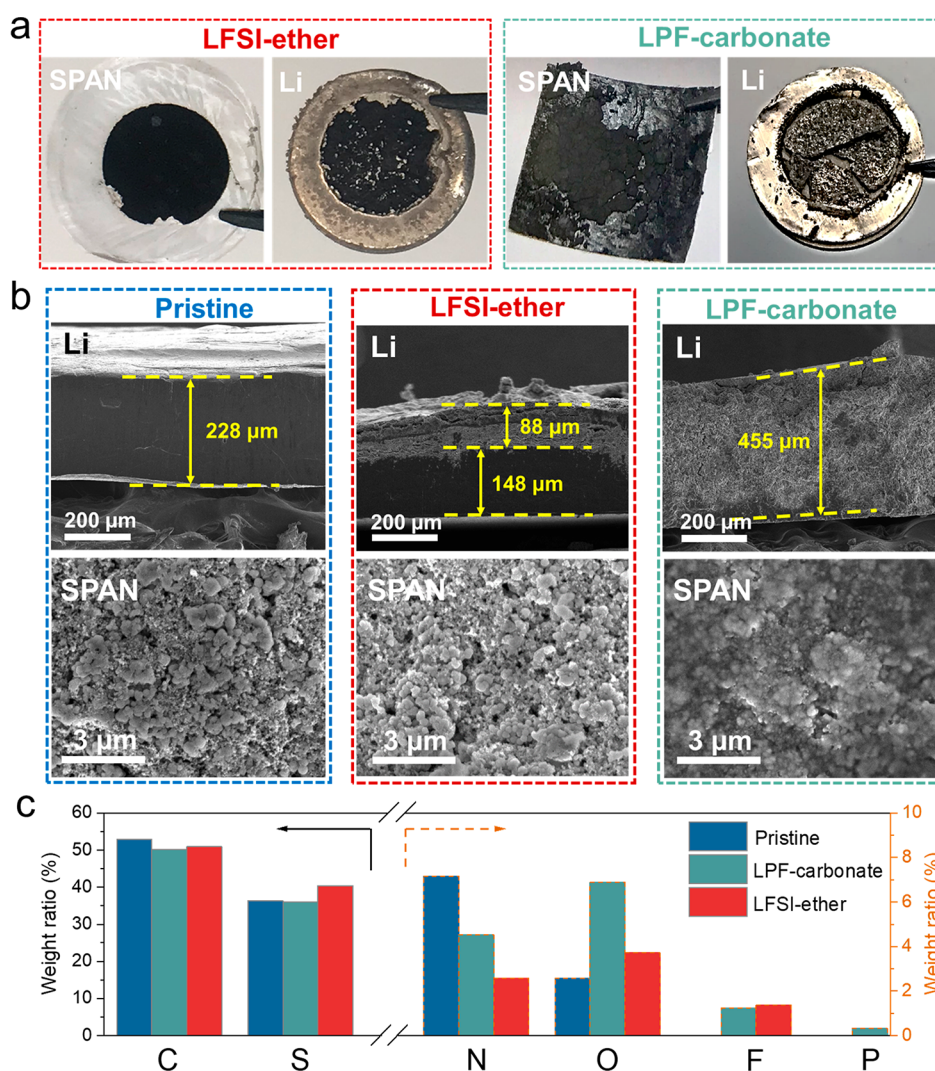 a
LFSI-ether
LPF-carbonate
SPAN
Li
SPAN
Li
b
Pristine
LFSI-ether
LPF-carbonate
Li
228 μm
200 μm
Li
88 μm
148 μm
200 μm
Li
455 μm
200 μm
SPAN
3 μm
SPAN
3 μm
SPAN
3 μm
c
Weight ratio (%)
60
50
40
30
20
10
0
10
8
6
4
2
0
Weight ratio (%)
Pristine
LPF-carbonate
LFSI-ether
C S N O F P